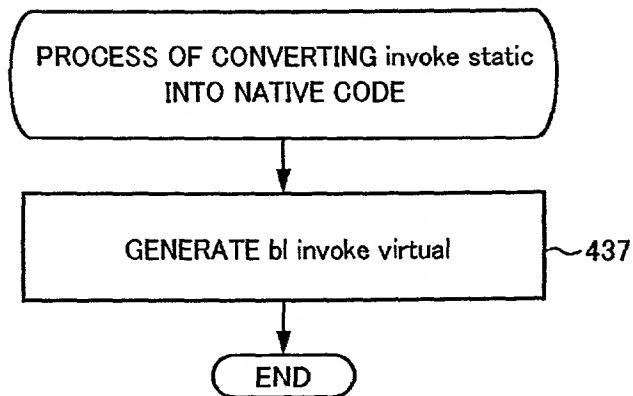 PROCESS OF CONVERTING invoke static
INTO NATIVE CODE
GENERATE bl invoke virtual
437
END